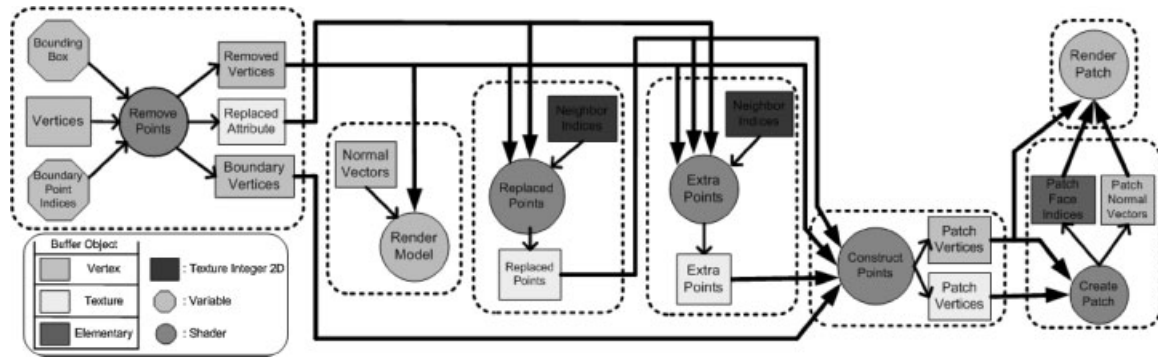 Bounding
Box
Vertices
Boundary
Point
Indices
Remove
Points
Removed
Vertices
Replaced
Attribute
Boundary
Vertices
Normal
Vectors
Render
Model
Neighbor
Indices
Replaced
Points
Replaced
Points
Neighbor
Indices
Extra
Points
Extra
Points
Construct
Points
Patch
Vertices
Patch
Vertices
Render
Patch
Patch
Face
Indices
Patch
Normal
Vectors
Create
Patch
Buffer Object
Vertex
Texture
Elementary
: Texture Integer 2D
: Variable
: Shader